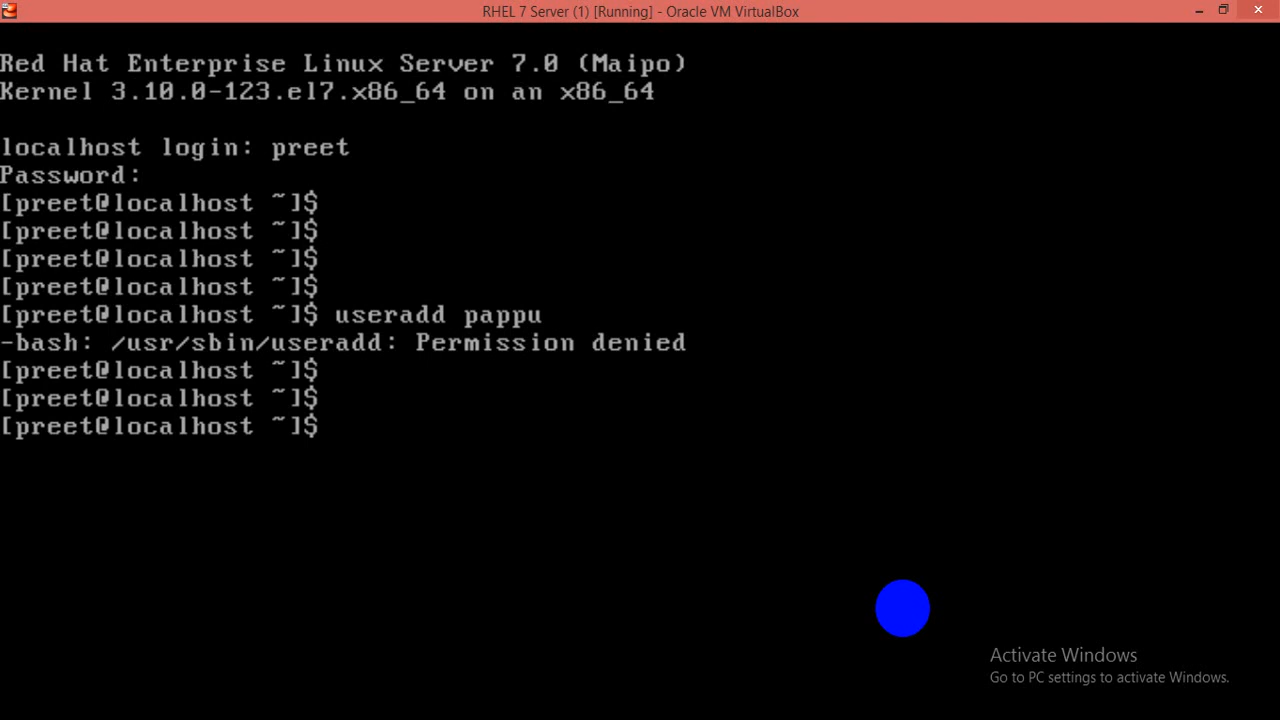 RHEL 7 Server (1) [Running] - Oracle VM VirtualBox
Red Hat Enterprise Linux Server 7.0 (Maipo)
Kernel 3.10.0-123.el7.x86_64 on an x86_64
localhost login: preet
Password:
[preet@localhost ~]$
[preet@localhost ~]$
[preet@localhost ~]$
[preet@localhost ~]$
[preet@localhost ~]$ useradd pappu
-bash: /usr/sbin/useradd: Permission denied
[preet@localhost ~]$
[preet@localhost ~]$
[preet@localhost ~]$
Activate Windows
Go to PC settings to activate Windows.